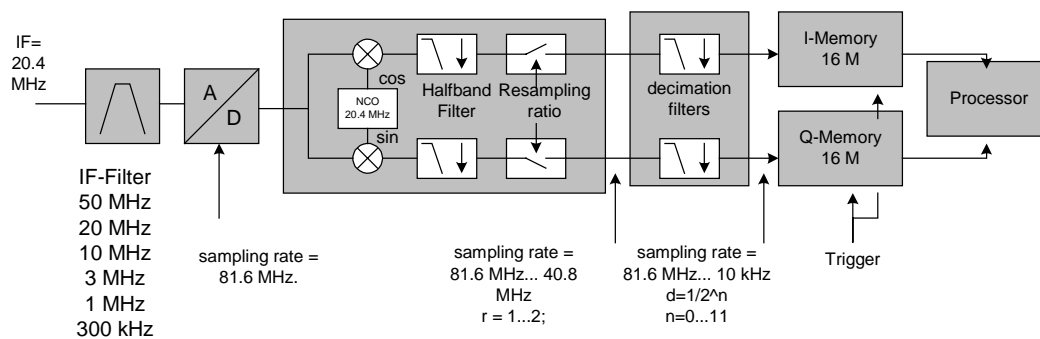 IF=
20.4
MHz
A
D
cos
NCO
20.4 MHz
sin
Halfband
Filter
Resampling
ratio
decimation
filters
I-Memory
16 M
Q-Memory
16 M
Processor
IF-Filter
50 MHz
20 MHz
10 MHz
3 MHz
1 MHz
300 kHz
sampling rate =
81.6 MHz.
sampling rate =
81.6 MHz... 40.8
MHz
r = 1...2;
sampling rate =
81.6 MHz... 10 kHz
d=1/2^n
n=0...11
Trigger